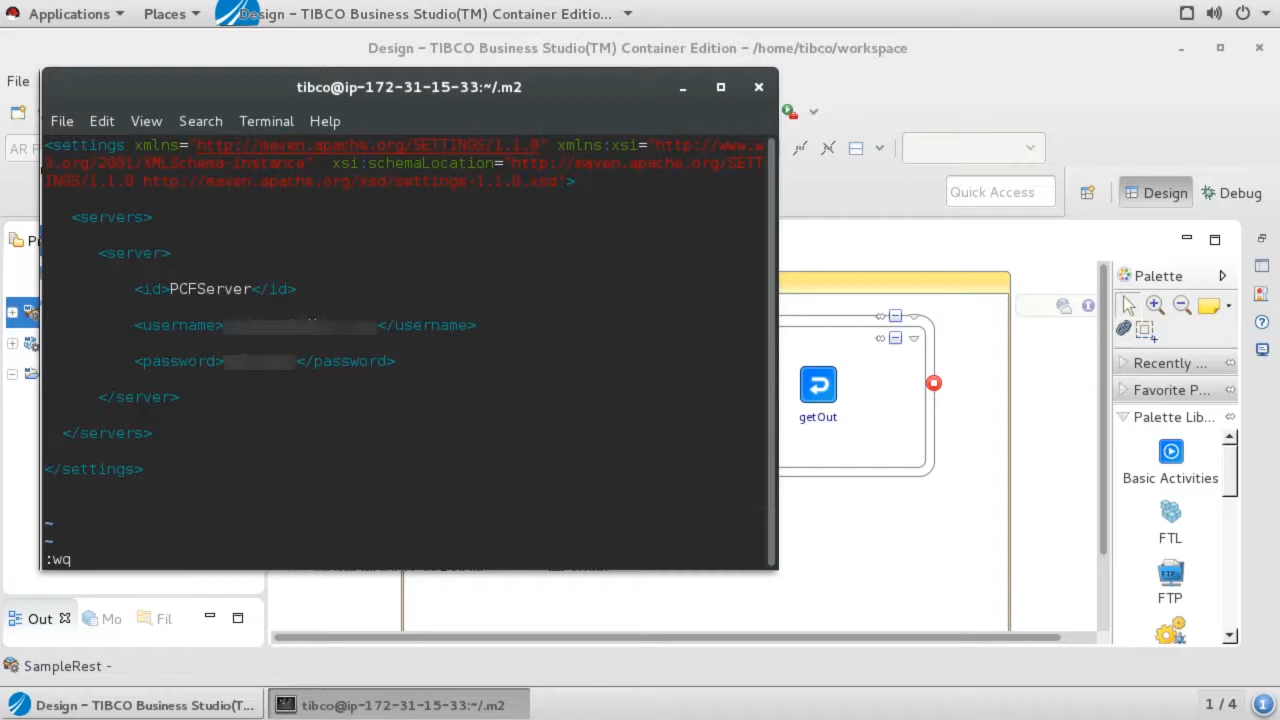 Applications Places Design – TIBCO Business Studio(TM) Container Editio...
Design – TIBCO Business Studio(TM) Container Edition – /home/tibco/workspace
File
tibco@ip-172-31-15-33:~/.m2
File Edit View Search Terminal Help
<settings xmlns="http://maven.apache.org/SETTINGS/1.1.0" xmlns:xsi="http://www.w
3.org/2001/XMLSchema-instance" xsi:schemaLocation="http://maven.apache.org/SETT
INGS/1.1.0 http://maven.apache.org/xsd/settings-1.1.0.xsd">
<servers>
<server>
<id>PCFServer</id>
<username></username>
<password></password>
</server>
</servers>
</settings>
~
~
:wq
AR P
Quick Access
Design Debug
getOut
Palette
Recently ...
Favorite P...
Palette Lib...
Basic Activities
FTL
FTP
Out Mo Fil
SampleRest -
Design – TIBCO Business Studio(T...
tibco@ip-172-31-15-33:~/.m2
1 / 4
1